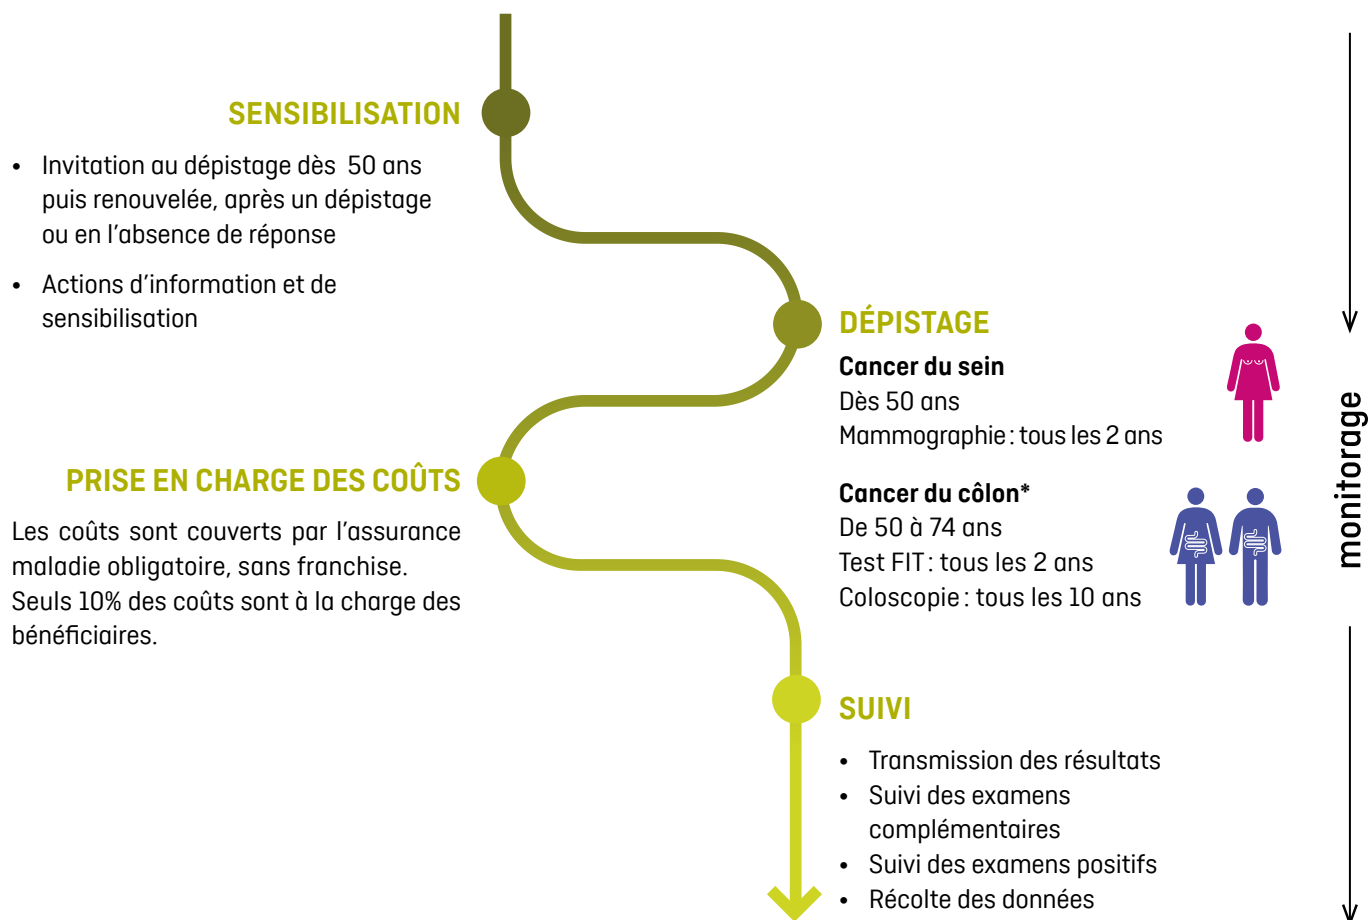 SENSIBILISATION
• Invitation au dépistage dès 50 ans
puis renouvelée, après un dépistage
ou en l'absence de réponse
• Actions d'information et de
sensibilisation
DÉPISTAGE
Cancer du sein
Dès 50 ans
Mammographie : tous les 2 ans
Cancer du côlon*
De 50 à 74 ans
Test FIT : tous les 2 ans
Coloscopie : tous les 10 ans
PRISE EN CHARGE DES COÛTS
Les coûts sont couverts par l'assurance
maladie obligatoire, sans franchise.
Seuls 10% des coûts sont à la charge des
bénéficiaires.
SUIVI
• Transmission des résultats
• Suivi des examens
complémentaires
• Suivi des examens positifs
• Récolte des données
monitorage